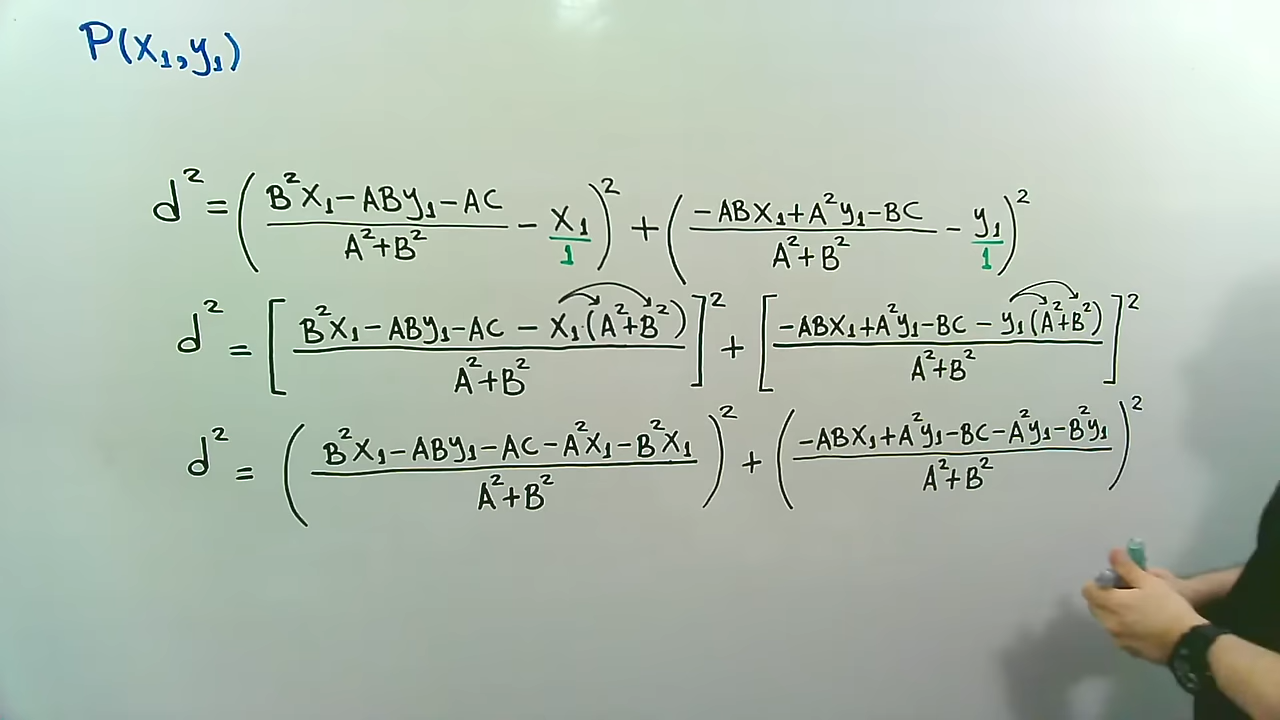 P(x₁,y₁)
d² = ((B²x₁ − ABy₁ − AC)/(A²+B²) − x₁/1)² + ((−ABx₁ + A²y₁ − BC)/(A²+B²) − y₁/1)²
d² = [(B²x₁ − ABy₁ − AC − x₁·(A²+B²))/(A²+B²)]² + [(−ABx₁ + A²y₁ − BC − y₁(A²+B²))/(A²+B²)]²
d² = ((B²x₁ − ABy₁ − AC − A²x₁ − B²x₁)/(A²+B²))² + ((−ABx₁ + A²y₁ − BC − A²y₁ − B²y₁)/(A²+B²))²